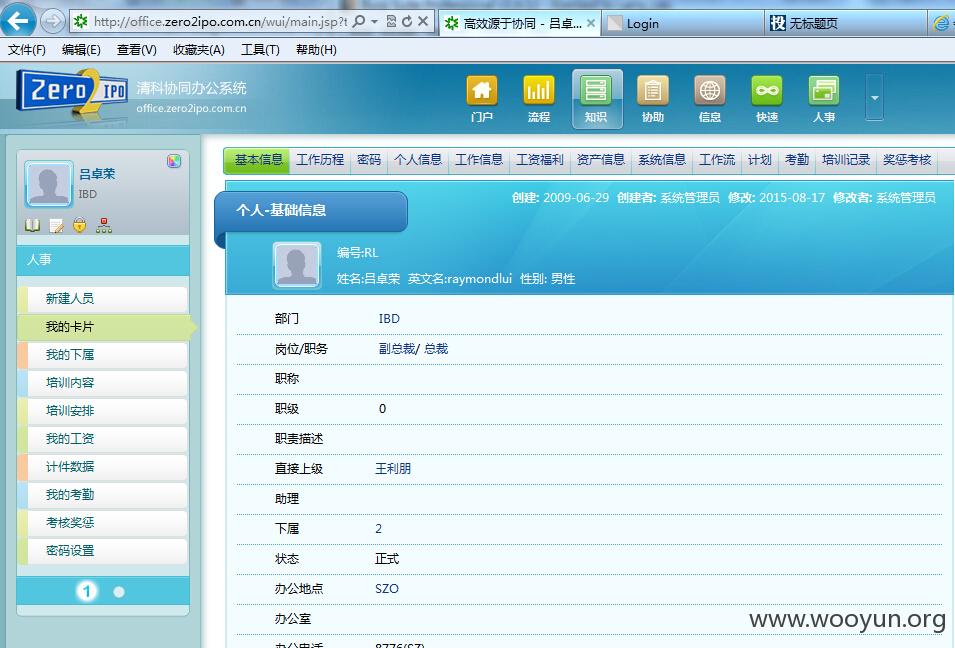 http://office.zero2ipo.com.cn/wui/main.jsp?t
高效源于协同 - 吕卓...
Login
无标题页
文件(F) 编辑(E) 查看(V) 收藏夹(A) 工具(T) 帮助(H)
Zero2IPO
清科协同办公系统
office.zero2ipo.com.cn
门户 流程 知识 协助 信息 快速 人事
吕卓荣
IBD
人事
新建人员
我的卡片
我的下属
培训内容
培训安排
我的工资
计件数据
我的考勤
考核奖惩
密码设置
1
基本信息 工作历程 密码 个人信息 工作信息 工资福利 资产信息 系统信息 工作流 计划 考勤 培训记录 奖惩考核
创建: 2009-06-29 创建者: 系统管理员 修改: 2015-08-17 修改者: 系统管理员
个人-基础信息
编号:RL
姓名:吕卓荣 英文名:raymondlui 性别: 男性
部门 IBD
岗位/职务 副总裁/ 总裁
职称
职级 0
职责描述
直接上级 王利朋
助理
下属 2
状态 正式
办公地点 SZO
办公室
办公电话 8776(SZ)
www.wooyun.org